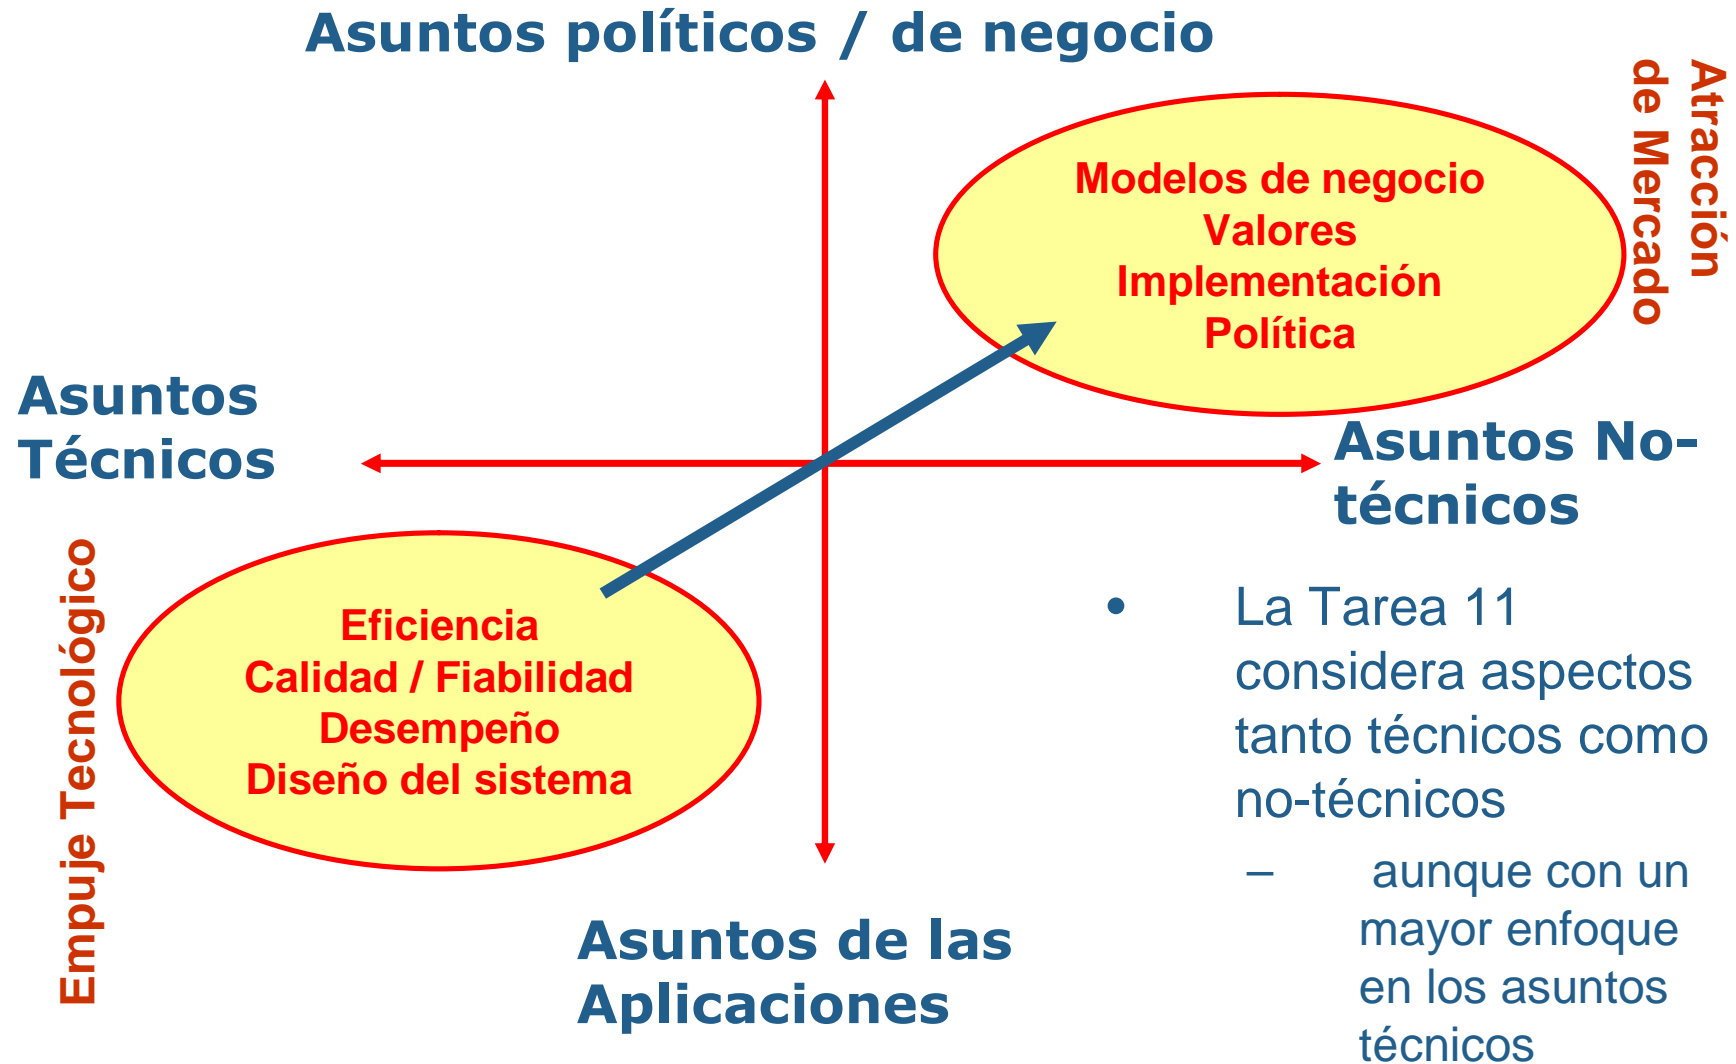 Asuntos políticos / de negocio
Atracción
de Mercado
Modelos de negocio
Valores
Implementación
Política
Asuntos
Técnicos
Asuntos No-
técnicos
Empuje Tecnológico
Eficiencia
Calidad / Fiabilidad
Desempeño
Diseño del sistema
• La Tarea 11
considera aspectos
tanto técnicos como
no-técnicos
– aunque con un
mayor enfoque
en los asuntos
técnicos
Asuntos de las
Aplicaciones